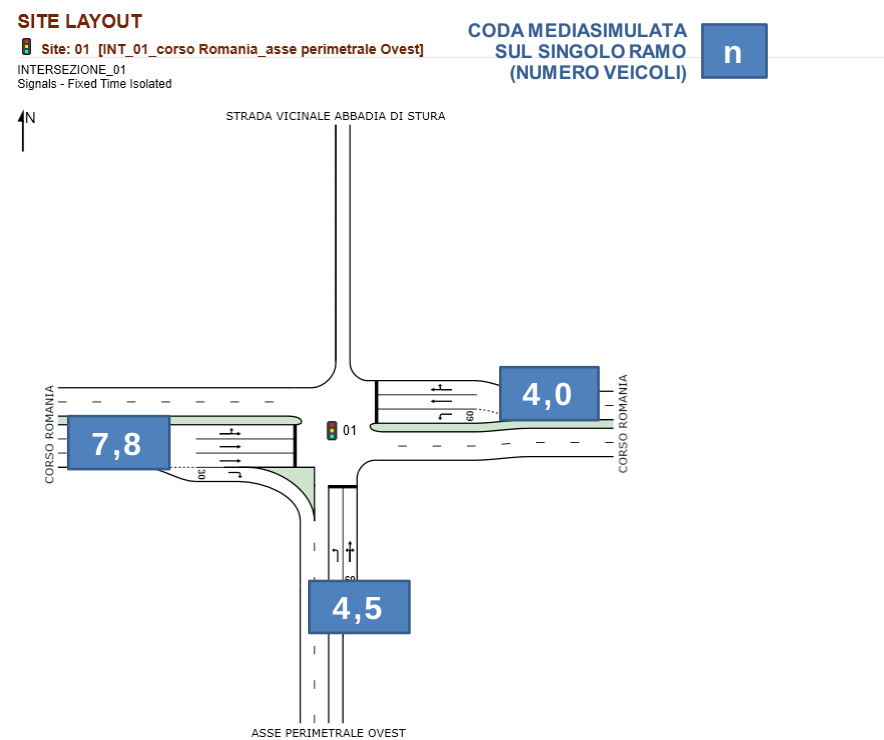 SITE LAYOUT
Site: 01 [INT_01_corso Romania_asse perimetrale Ovest]
INTERSEZIONE_01
Signals - Fixed Time Isolated
CODA MEDIASIMULATA
SUL SINGOLO RAMO
(NUMERO VEICOLI)
n
N
STRADA VICINALE ABBADIA DI STURA
CORSO ROMANIA
7,8
30
01
60
4,0
CORSO ROMANIA
4,5
ASSE PERIMETRALE OVEST